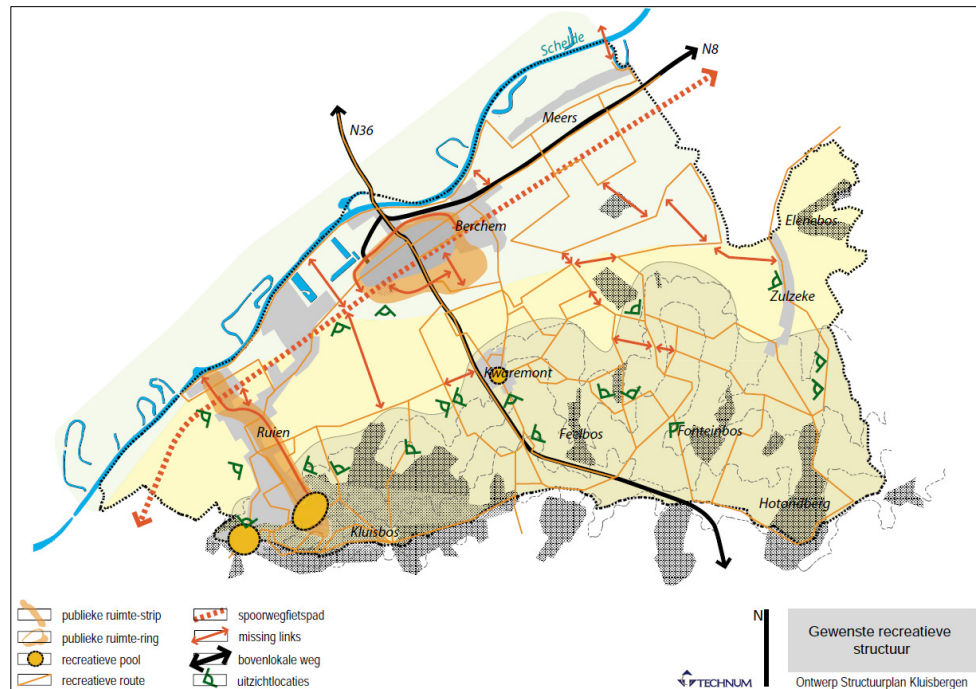 Schelde
N8
Meers
N36
Berchem
Elenebos
Zulzeke
Kwaremont
Ruien
Feelbos
Fonteinbos
Hotondberg
Kluisbos
publieke ruimte-strip
publieke ruimte-ring
recreatieve pool
recreatieve route
spoorwegfietspad
missing links
bovenlokale weg
uitzichtlocaties
TECHNUM
N
Gewenste recreatieve
structuur
Ontwerp Structuurplan Kluisbergen